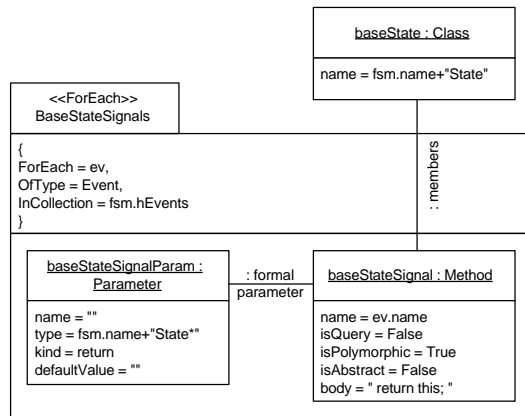 baseState : Class
name = fsm.name+"State"
<<ForEach>>
BaseStateSignals
{
ForEach = ev,
OfType = Event,
InCollection = fsm.hEvents
}
: members
baseStateSignalParam :
Parameter
name = ""
type = fsm.name+"State*"
kind = return
defaultValue = ""
: formal
parameter
baseStateSignal : Method
name = ev.name
isQuery = False
isPolymorphic = True
isAbstract = False
body = " return this; "